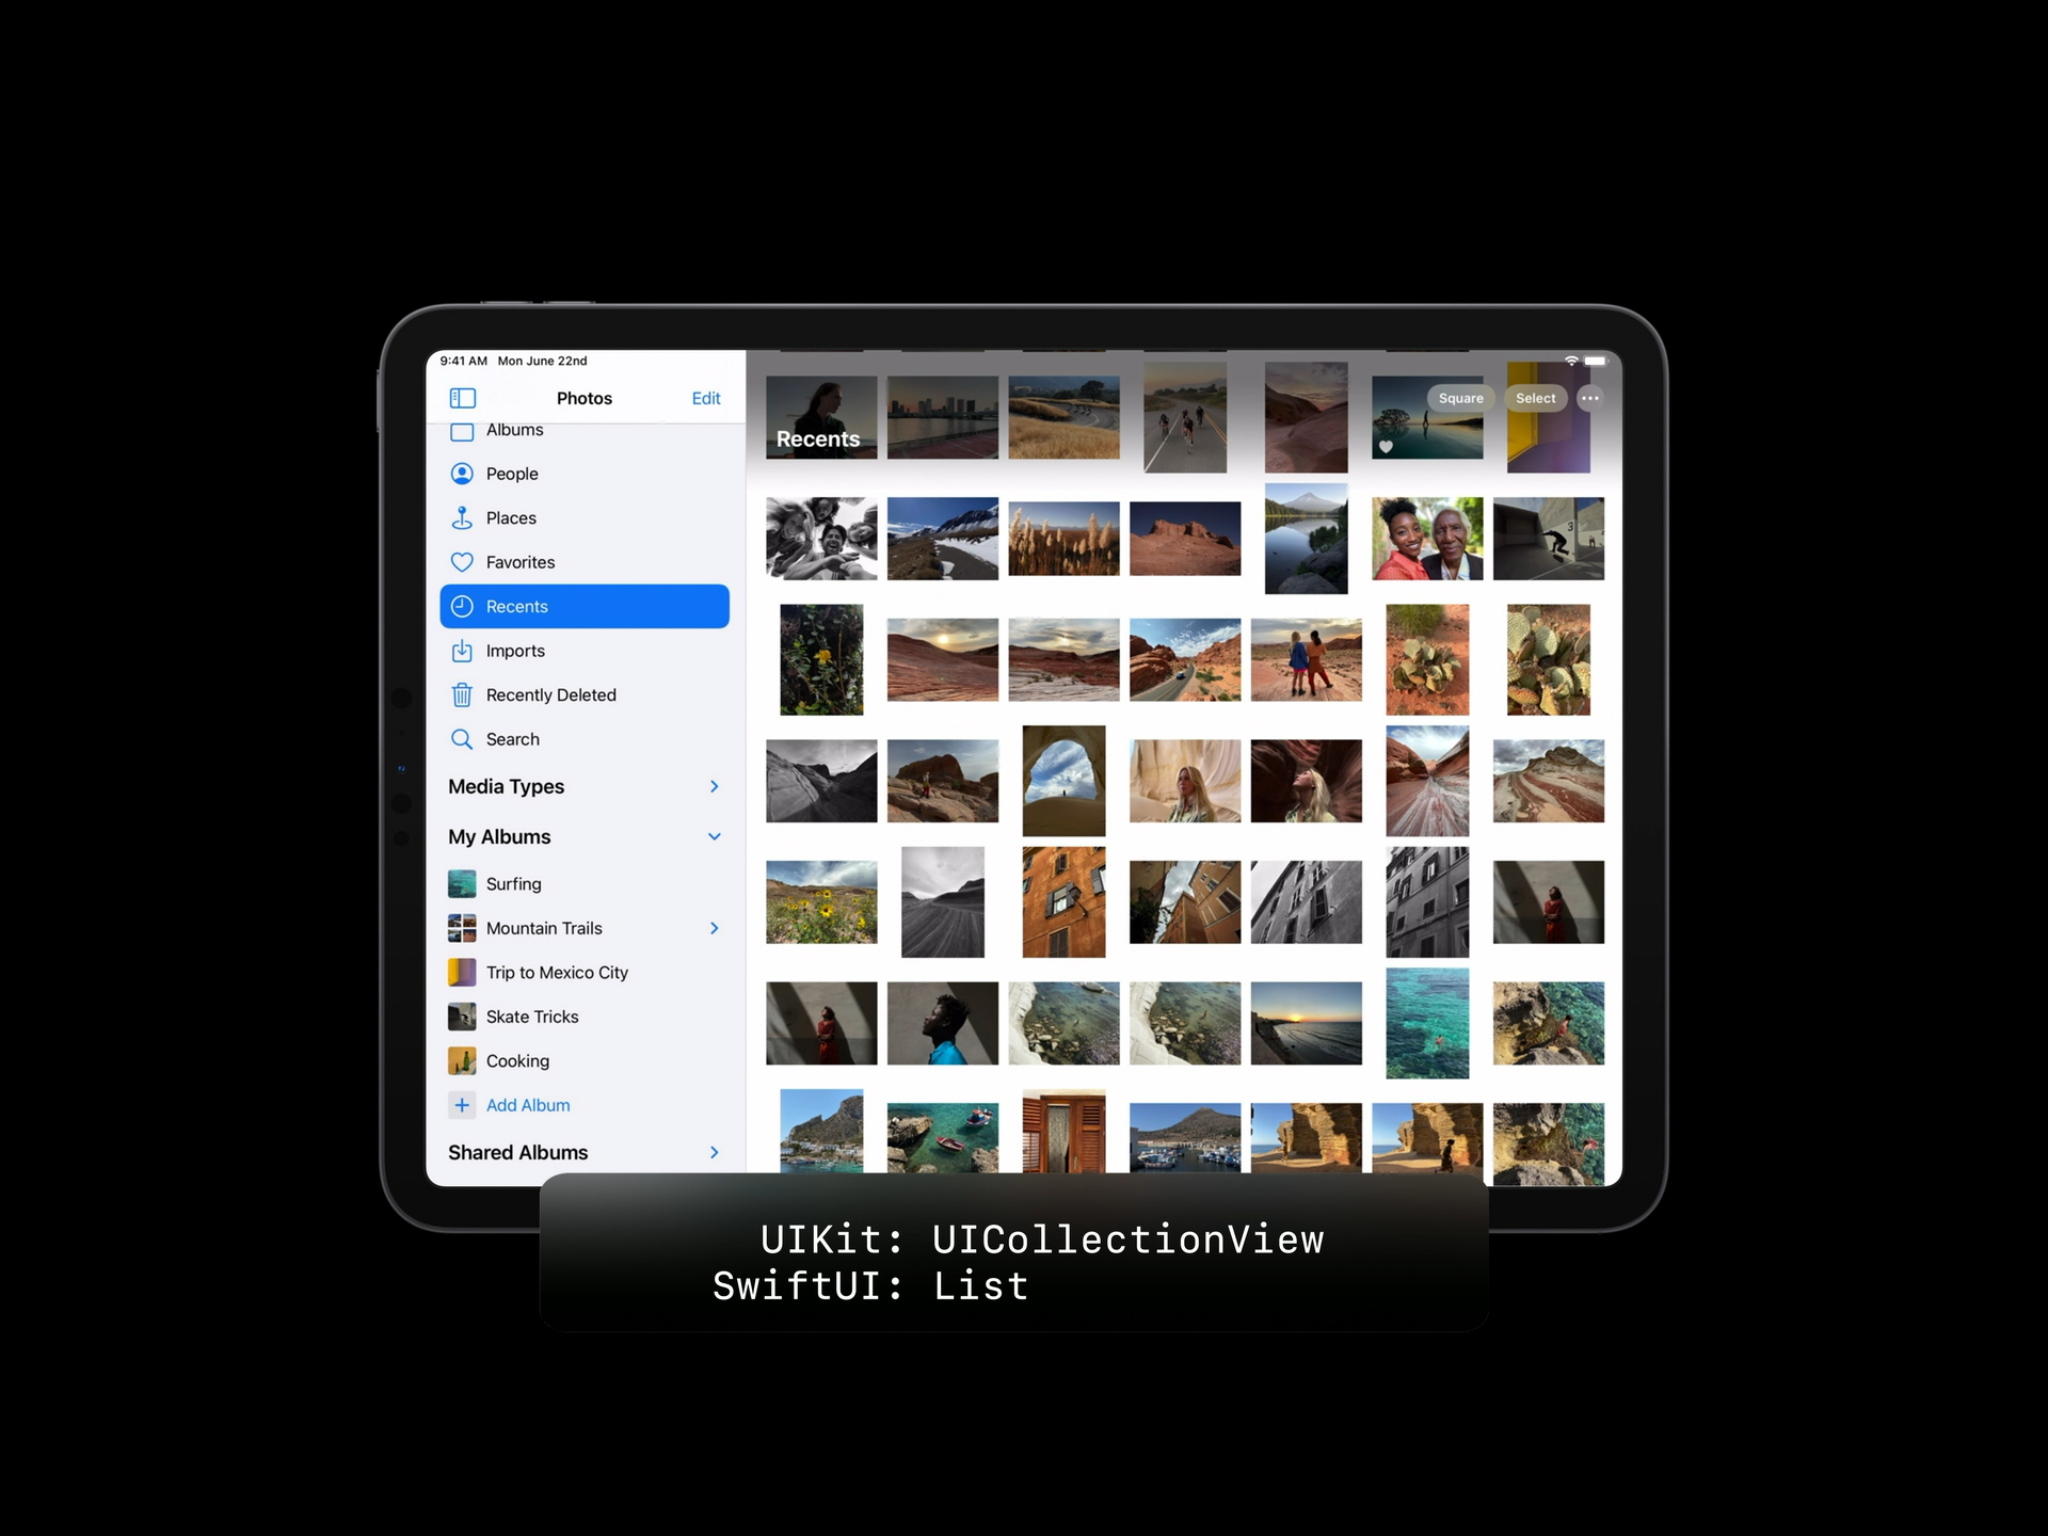 9:41 AM Mon June 22nd
Photos
Edit
Albums
People
Places
Favorites
Recents
Imports
Recently Deleted
Search
Media Types
My Albums
Surfing
Mountain Trails
Trip to Mexico City
Skate Tricks
Cooking
Add Album
Shared Albums
Square
Select
Recents
3
UIKit: UICollectionView
SwiftUI: List